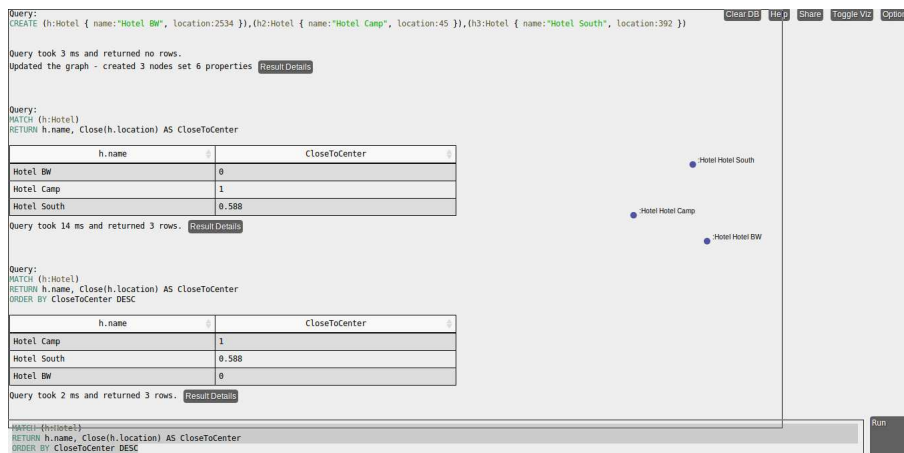 Query:
CREATE (h:Hotel { name:"Hotel BW", location:2534 }),(h2:Hotel { name:"Hotel Camp", location:45 }),(h3:Hotel { name:"Hotel South", location:392 })
Clear DB Help Share Toggle Viz Option
Query took 3 ms and returned no rows.
Updated the graph - created 3 nodes set 6 properties Result Details
Query:
MATCH (h:Hotel)
RETURN h.name, Close(h.location) AS CloseToCenter
h.name CloseToCenter
Hotel BW 0
Hotel Camp 1
Hotel South 0.588
Query took 14 ms and returned 3 rows. Result Details
:Hotel Hotel South
:Hotel Hotel Camp
:Hotel Hotel BW
Query:
MATCH (h:Hotel)
RETURN h.name, Close(h.location) AS CloseToCenter
ORDER BY CloseToCenter DESC
h.name CloseToCenter
Hotel Camp 1
Hotel South 0.588
Hotel BW 0
Query took 2 ms and returned 3 rows. Result Details
MATCH (h:Hotel)
RETURN h.name, Close(h.location) AS CloseToCenter
ORDER BY CloseToCenter DESC
Run